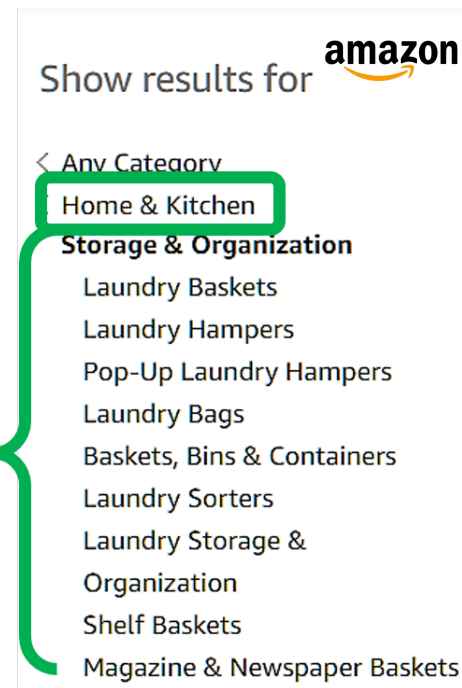 amazon
Show results for
Any Category
Home & Kitchen
Storage & Organization
Laundry Baskets
Laundry Hampers
Pop-Up Laundry Hampers
Laundry Bags
Baskets, Bins & Containers
Laundry Sorters
Laundry Storage &
Organization
Shelf Baskets
Magazine & Newspaper Baskets